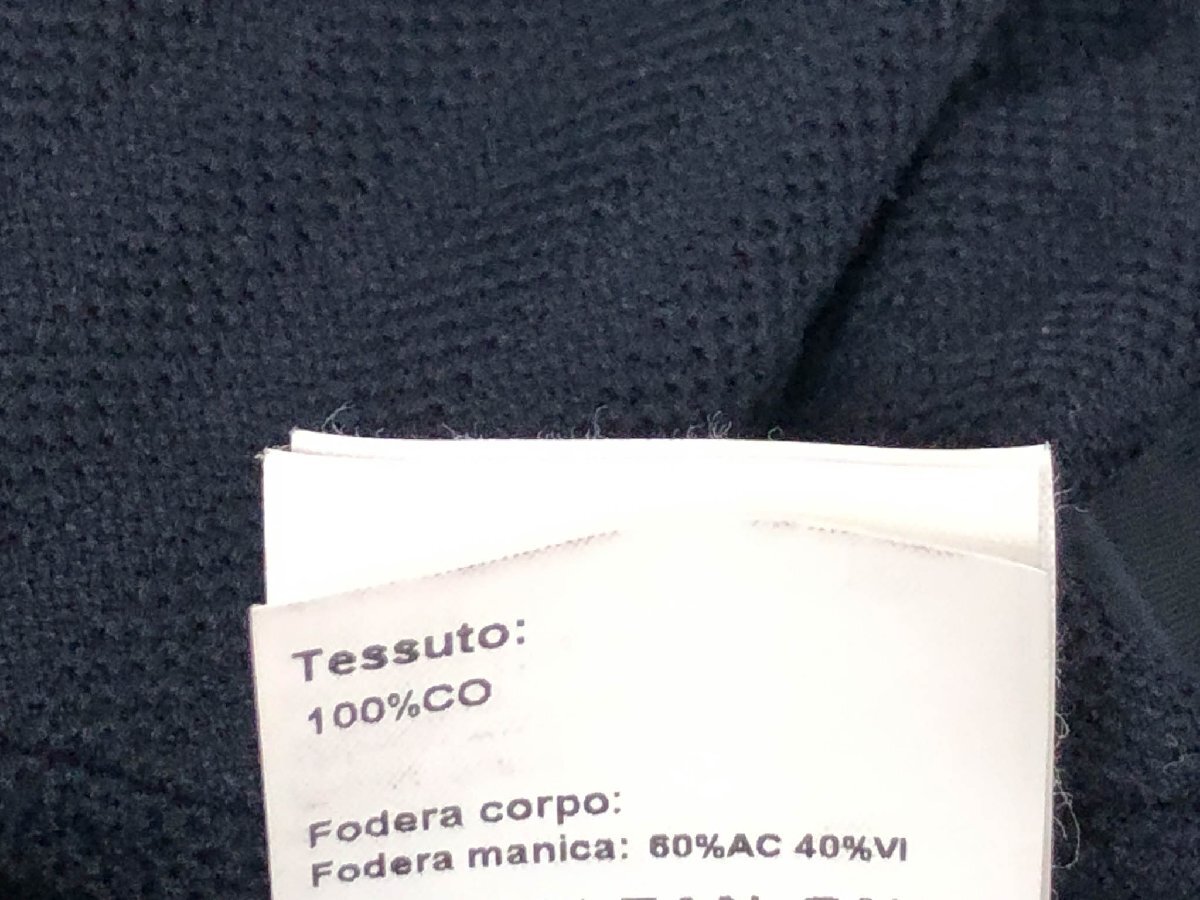 Tessuto:
100%CO
Fodera corpo:
Fodera manica: 60%AC 40%VI